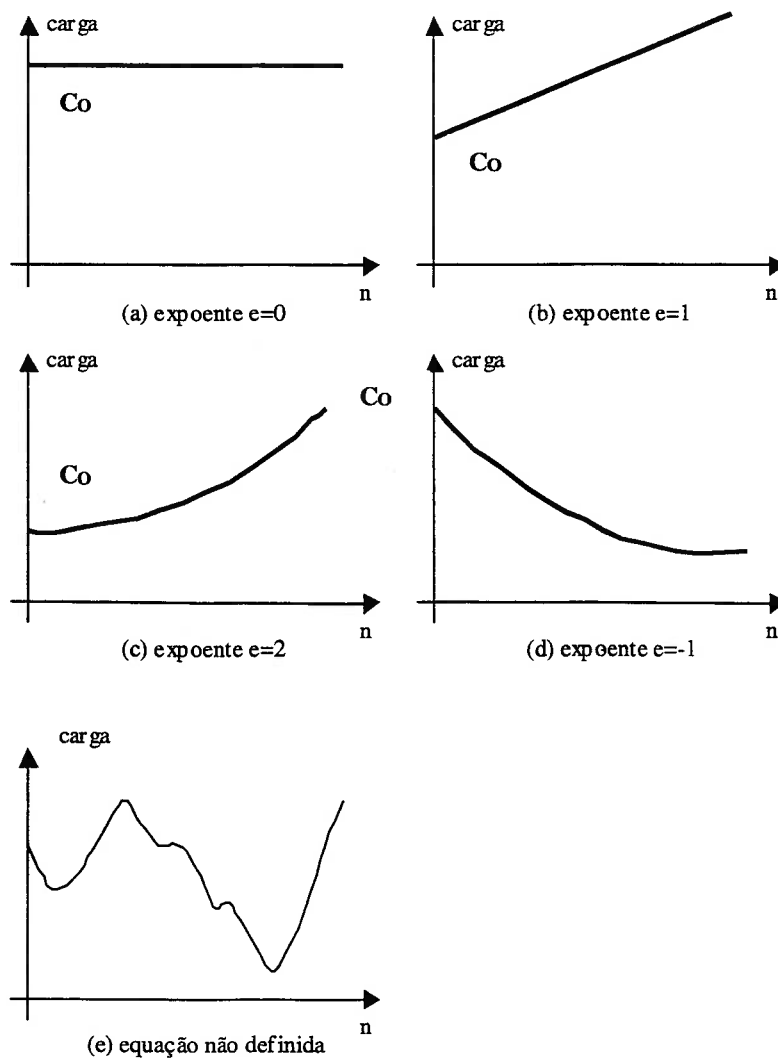 carga
Co
n
(a) expoente e=0
carga
Co
n
(b) expoente e=1
carga
Co
n
(c) expoente e=2
carga
Co
n
(d) expoente e=-1
carga
n
(e) equação não definida